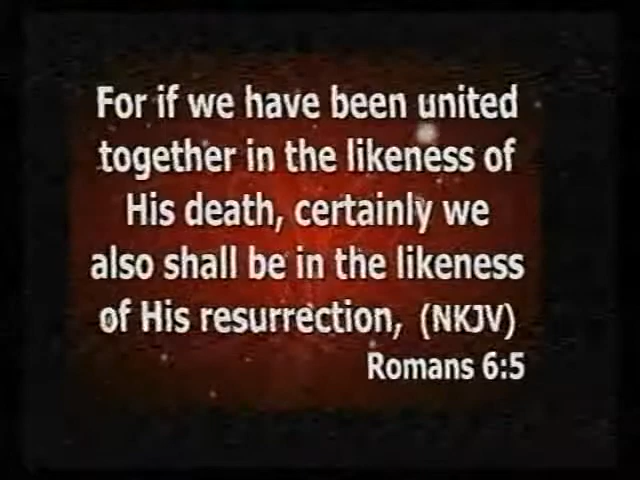 For if we have been united
together in the likeness of
His death, certainly we
also shall be in the likeness
of His resurrection, (NKJV)
Romans 6:5